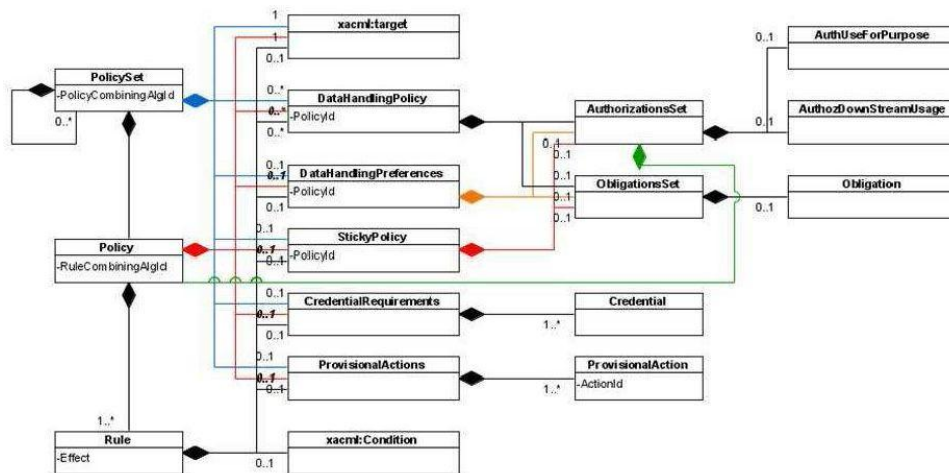 1
xacml:target
1
0..1
0..1
AuthUseForPurpose
PolicySet
-PolicyCombiningAlgId
0..*
0..*
DataHandlingPolicy
-PolicyId
0..*
0..*
AuthorizationsSet
AuthozDownStreamUsage
0..1
0..1
0..1
0..1
DataHandlingPreferences
-PolicyId
0..1
0..1
0..1
ObligationsSet
0..1
0..1
Obligation
0..1
Policy
-RuleCombiningAlgId
0..1
StickyPolicy
-PolicyId
0..1
0..1
0..1
CredentialRequirements
0..1
0..1
Credential
1..*
0..1
ProvisionalActions
0..1
0..1
ProvisionalAction
-ActionId
1..*
1..*
Rule
-Effect
xacml:Condition
0..1